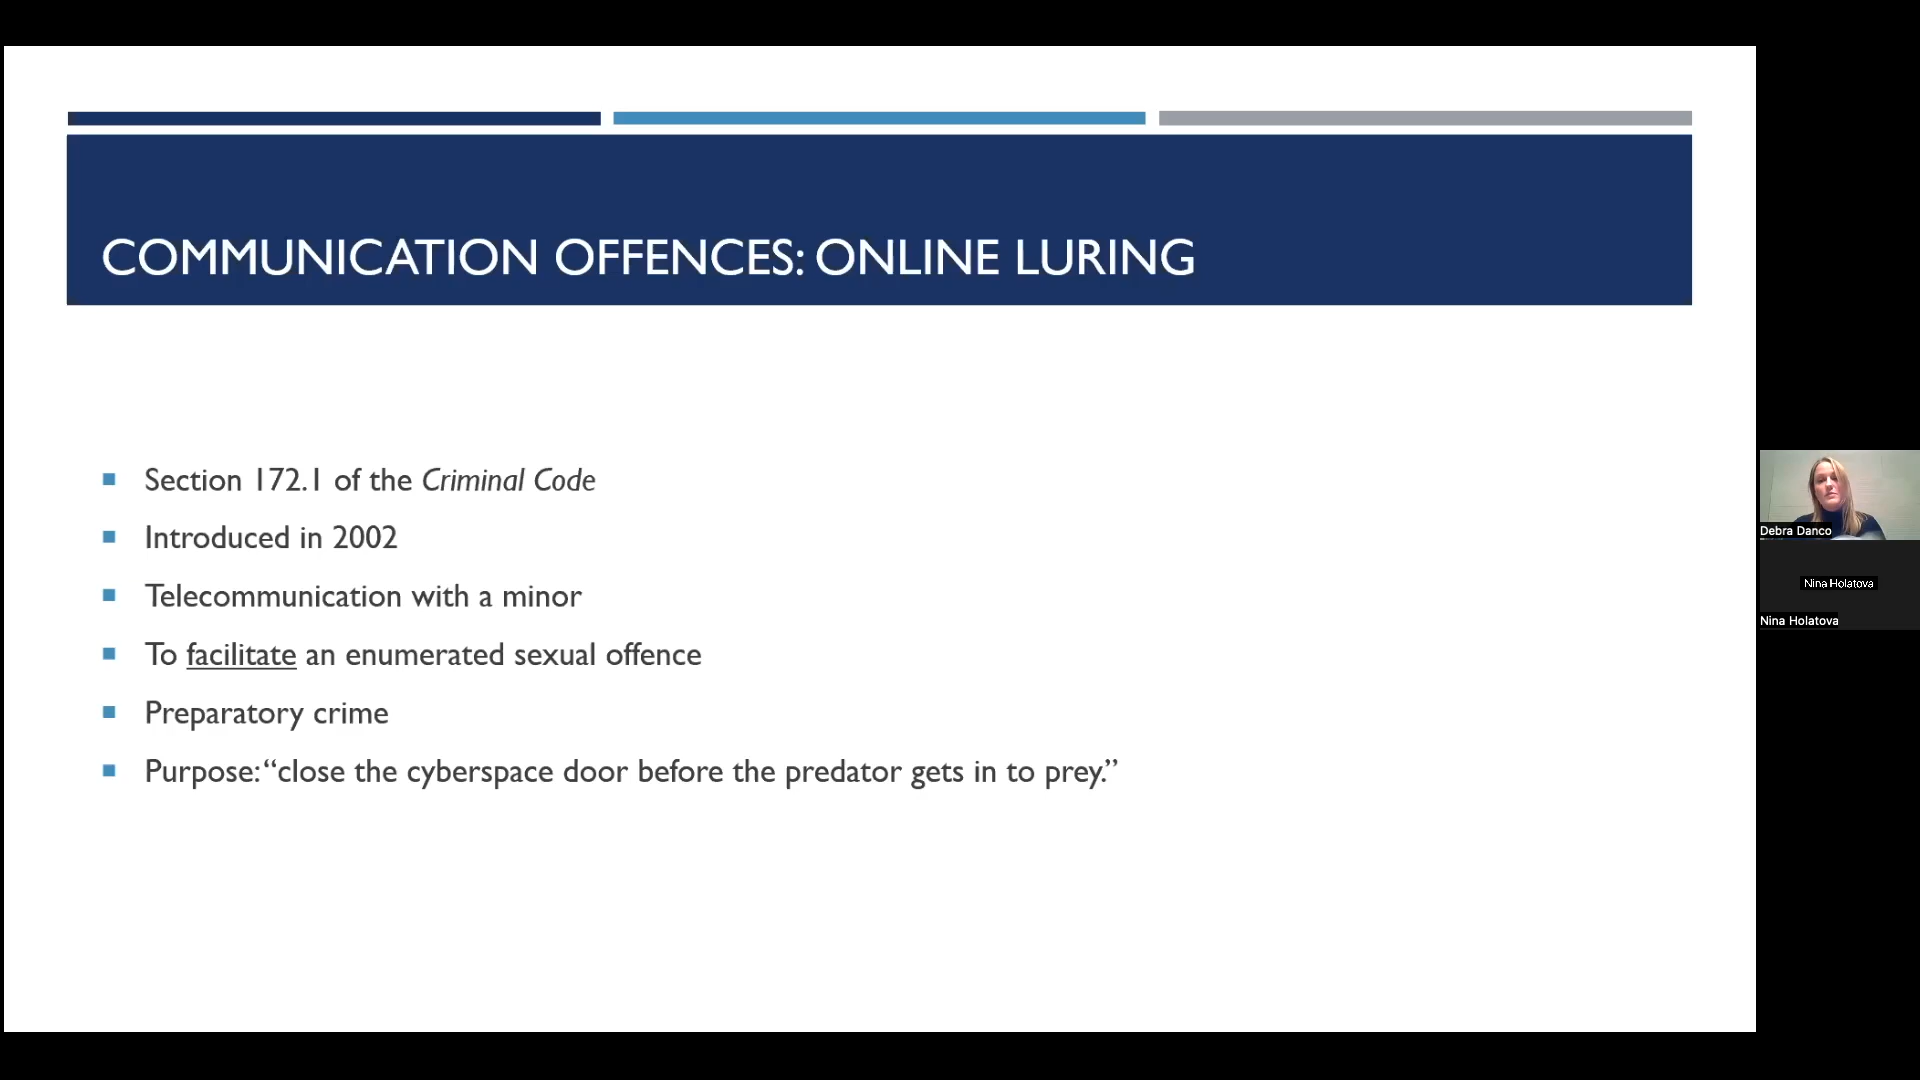 COMMUNICATION OFFENCES: ONLINE LURING
Section 172.1 of the Criminal Code
Introduced in 2002
Telecommunication with a minor
To facilitate an enumerated sexual offence
Preparatory crime
Purpose: “close the cyberspace door before the predator gets in to prey.”
Debra Danco
Nina Holatova
Nina Holatova